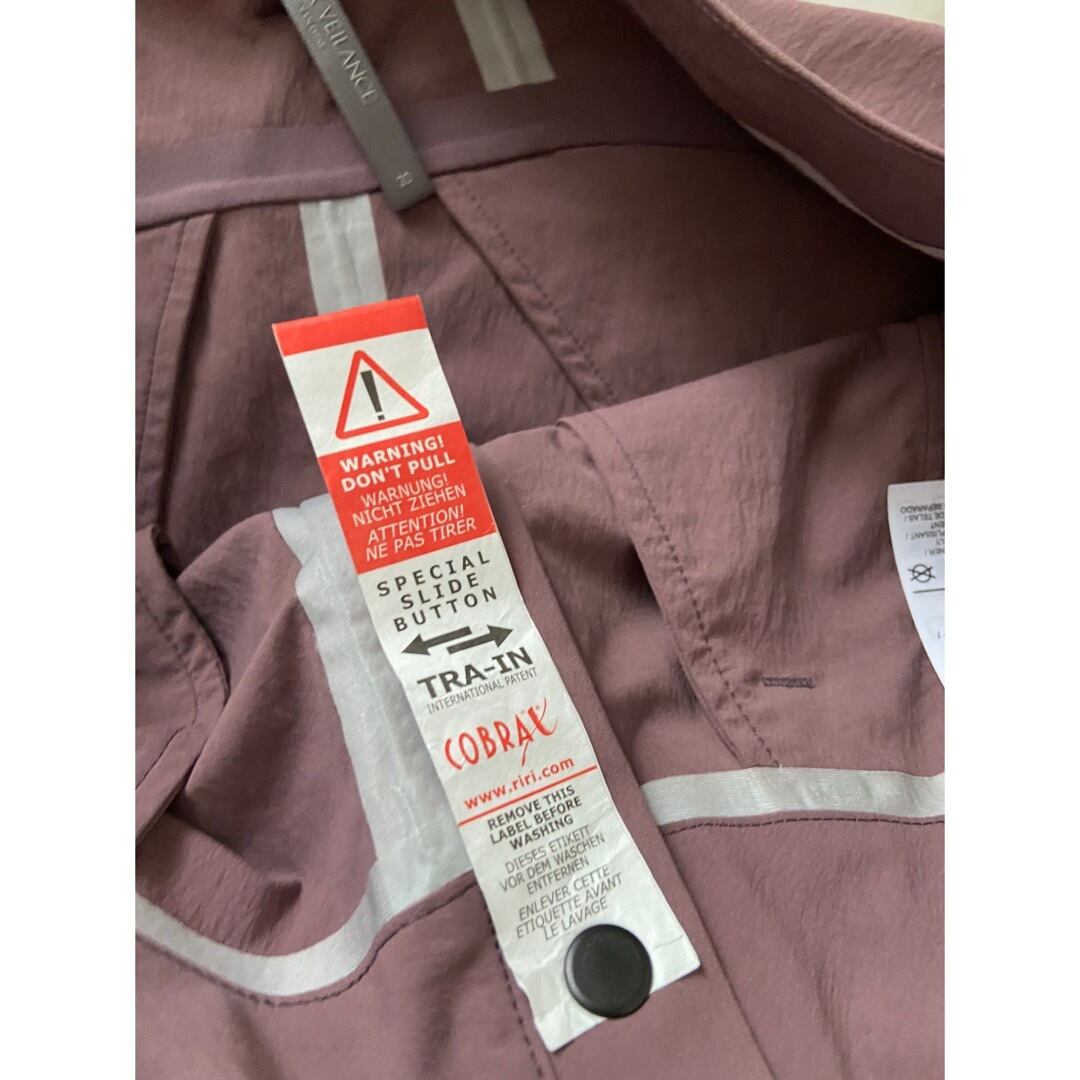 VEILANCE
!
WARNING!
DON'T PULL
WARNUNG!
NICHT ZIEHEN
ATTENTION!
NE PAS TIRER
SPECIAL
SLIDE
BUTTON
TRA-IN
INTERNATIONAL PATENT
COBRAX
www.riri.com
REMOVE THIS
LABEL BEFORE
WASHING
DIESES ETIKETT
VOR DEM WASCHEN
ENTFERNEN
ENLEVER CETTE
ETIQUETTE AVANT
LE LAVAGE